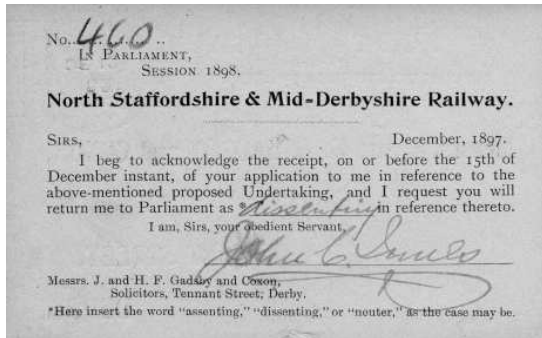 No. 460
IN PARLIAMENT,
SESSION 1898.
North Staffordshire & Mid-Derbyshire Railway.
SIRS, December, 1897.
I beg to acknowledge the receipt, on or before the 15th of
December instant, of your application to me in reference to the
above-mentioned proposed Undertaking, and I request you will
return me to Parliament as *dissenting in reference thereto.
I am, Sirs, your obedient Servant,
John C. Jones
Messrs. J. and H. F. Gadsby and Coxon,
Solicitors, Tennant Street, Derby.
*Here insert the word "assenting," "dissenting," or "neuter," as the case may be.